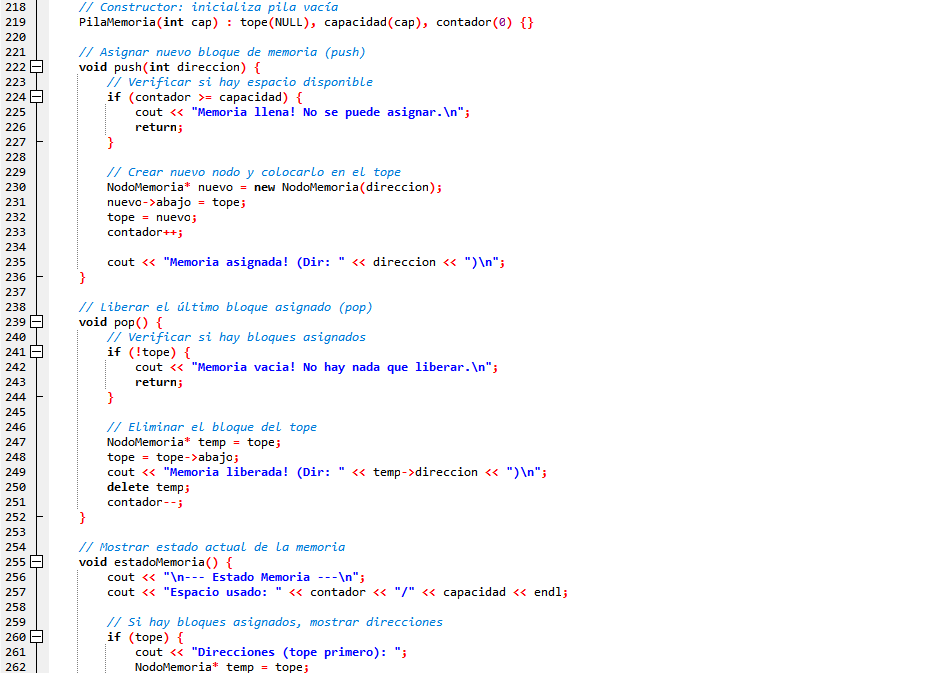 218 // Constructor: inicializa pila vacía
219 PilaMemoria(int cap) : tope(NULL), capacidad(cap), contador(0) {}
220
221 // Asignar nuevo bloque de memoria (push)
222 void push(int direccion) {
223 // Verificar si hay espacio disponible
224 if (contador >= capacidad) {
225 cout << "Memoria llena! No se puede asignar.\n";
226 return;
227 }
228
229 // Crear nuevo nodo y colocarlo en el tope
230 NodoMemoria* nuevo = new NodoMemoria(direccion);
231 nuevo->abajo = tope;
232 tope = nuevo;
233 contador++;
234
235 cout << "Memoria asignada! (Dir: " << direccion << ")\n";
236 }
237
238 // Liberar el último bloque asignado (pop)
239 void pop() {
240 // Verificar si hay bloques asignados
241 if (!tope) {
242 cout << "Memoria vacia! No hay nada que liberar.\n";
243 return;
244 }
245
246 // Eliminar el bloque del tope
247 NodoMemoria* temp = tope;
248 tope = tope->abajo;
249 cout << "Memoria liberada! (Dir: " << temp->direccion << ")\n";
250 delete temp;
251 contador--;
252 }
253
254 // Mostrar estado actual de la memoria
255 void estadoMemoria() {
256 cout << "\n--- Estado Memoria ---\n";
257 cout << "Espacio usado: " << contador << "/" << capacidad << endl;
258
259 // Si hay bloques asignados, mostrar direcciones
260 if (tope) {
261 cout << "Direcciones (tope primero): ";
262 NodoMemoria* temp = tope;